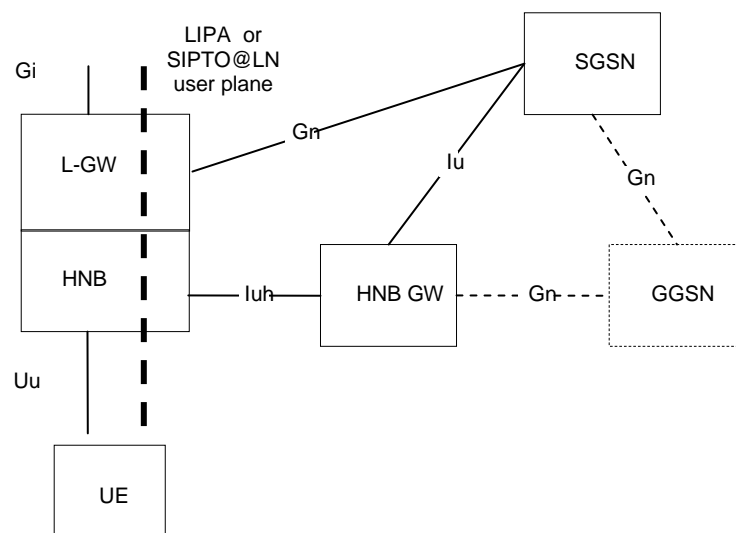 LIPA or
SIPTO@LN
user plane
Gi
SGSN
Gn
L-GW
Iu
Gn
HNB
Iuh
HNB GW
Gn
GGSN
Uu
UE